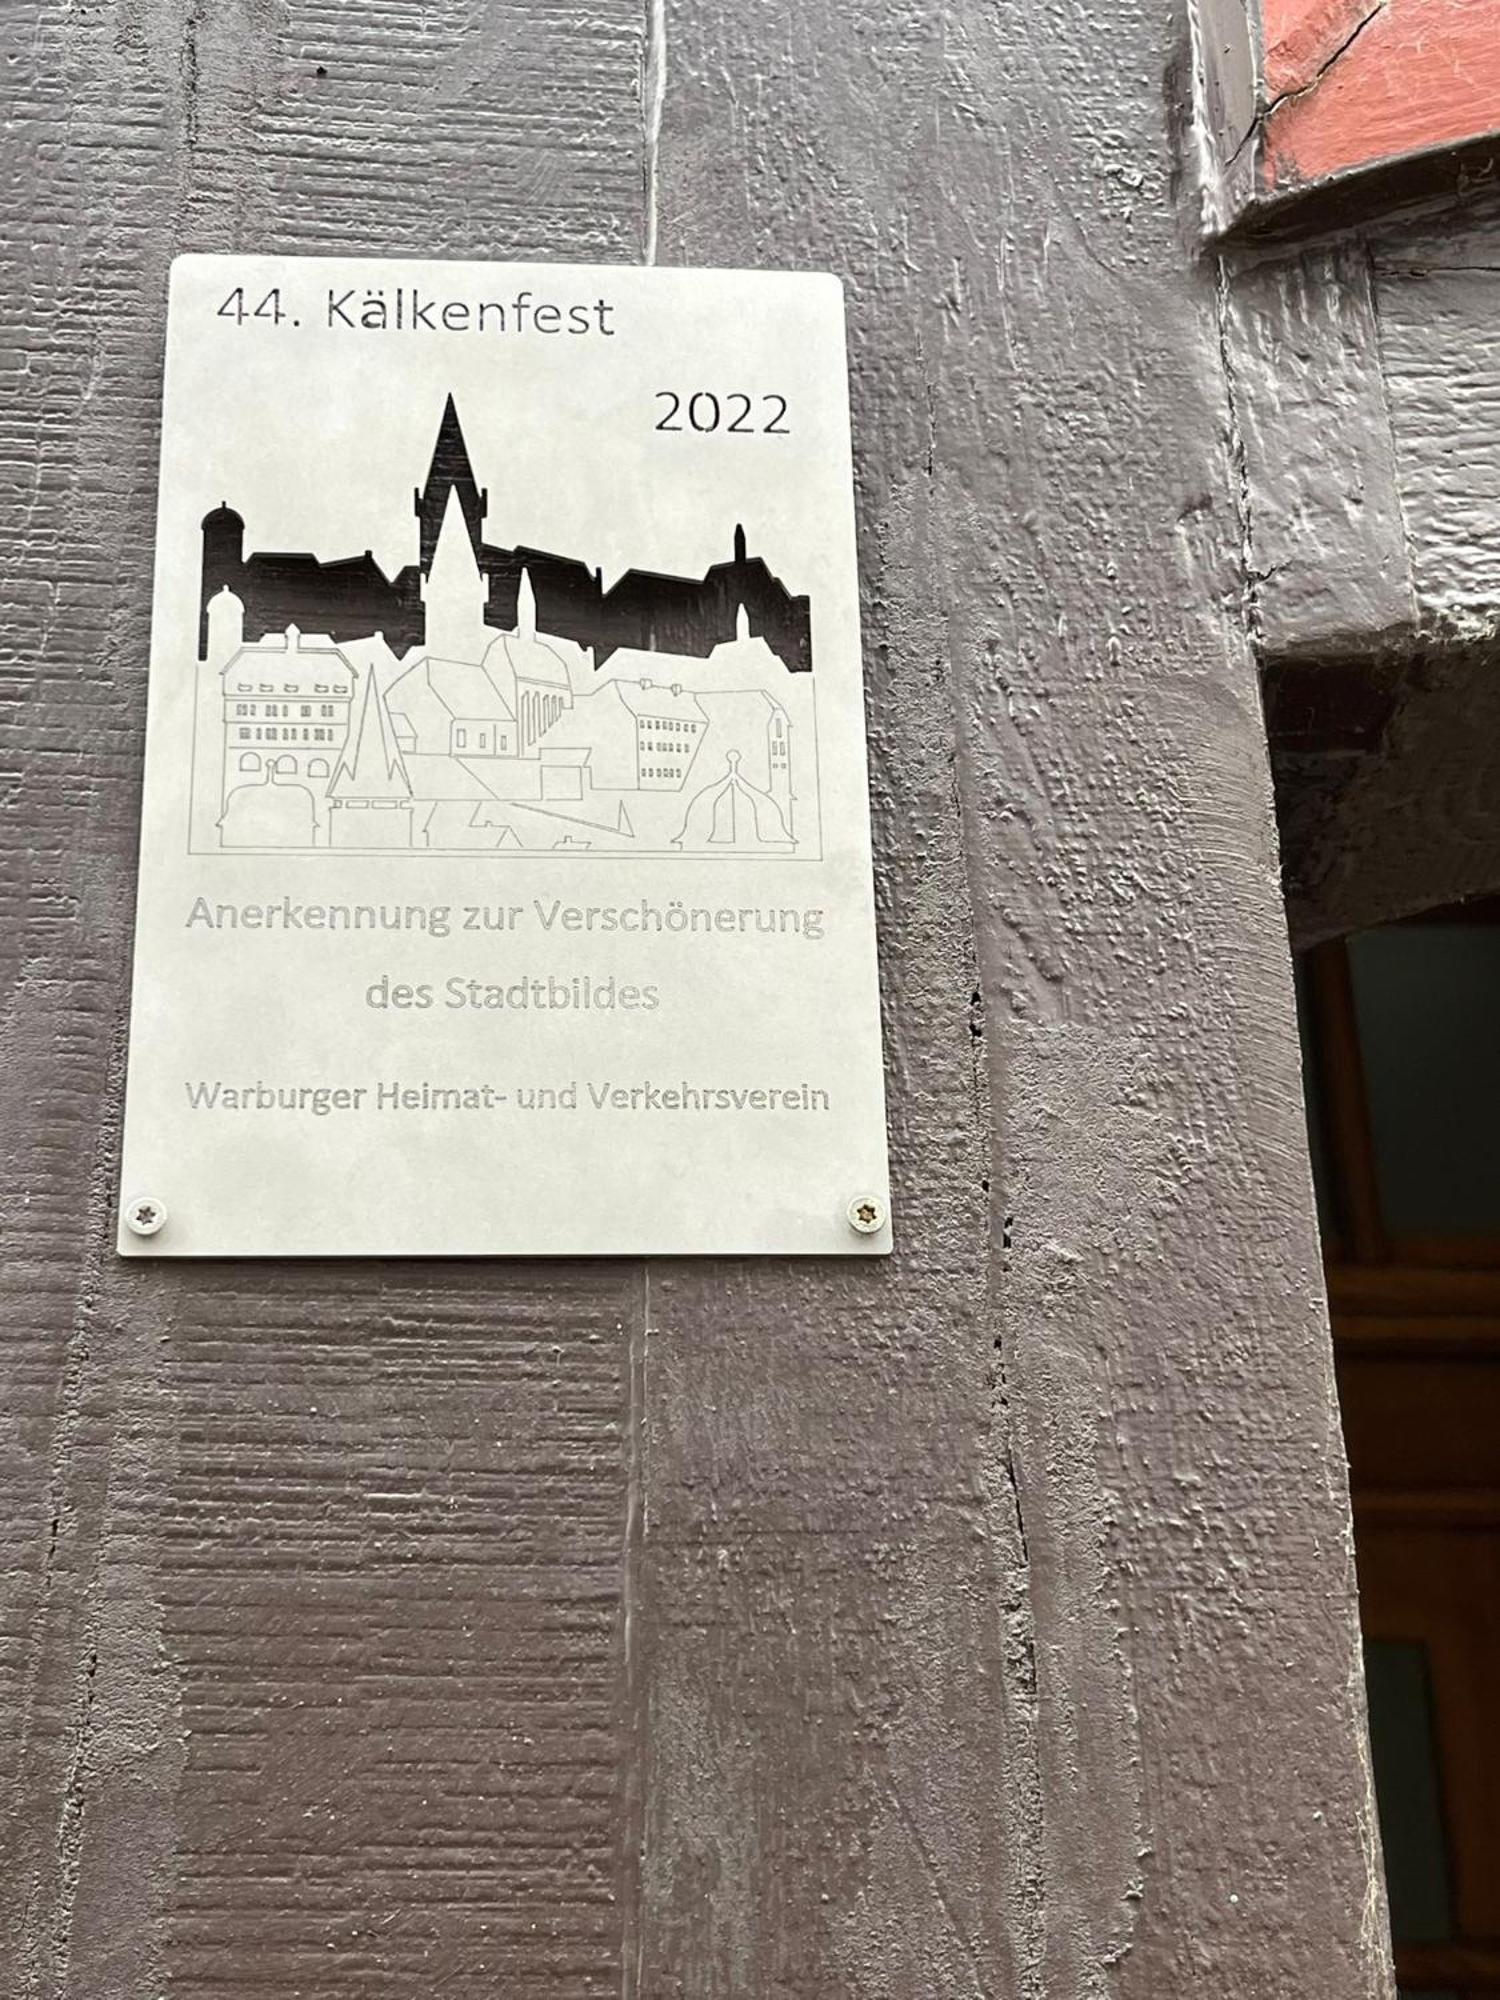 44. Kälkenfest
2022
Anerkennung zur Verschönerung
des Stadtbildes
Warburger Heimat- und Verkehrsverein